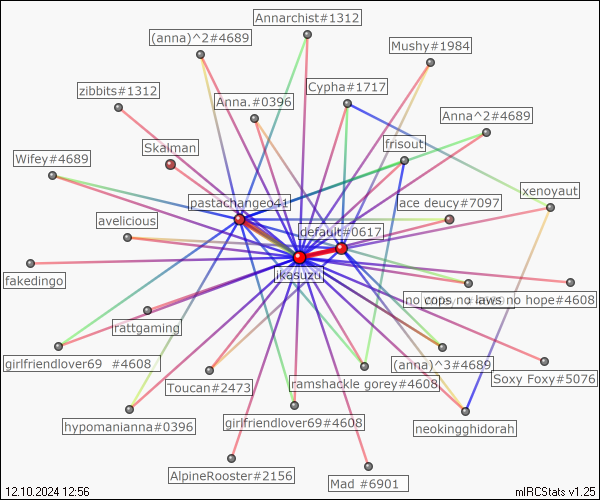 Annarchist#1312
(anna)^2#4689
Mushy#1984
zibbits#1312
Cypha#1717
Anna.#0396
Anna^2#4689
Skalman
frisout
Wifey#4689
xenoyaut
pastachangeo41
ace deucy#7097
avelicious
default#0617
ikasuzu
fakedingo
no cops no laws no hope#4608
rattgaming
girlfriendlover69 #4608
(anna)^3#4689
Soxy Foxy#5076
Toucan#2473
ramshackle gorey#4608
hypomanianna#0396
girlfriendlover69#4608
neokingghidorah
AlpineRooster#2156
Mad #6901
12.10.2024 12:56
mIRCStats v1.25